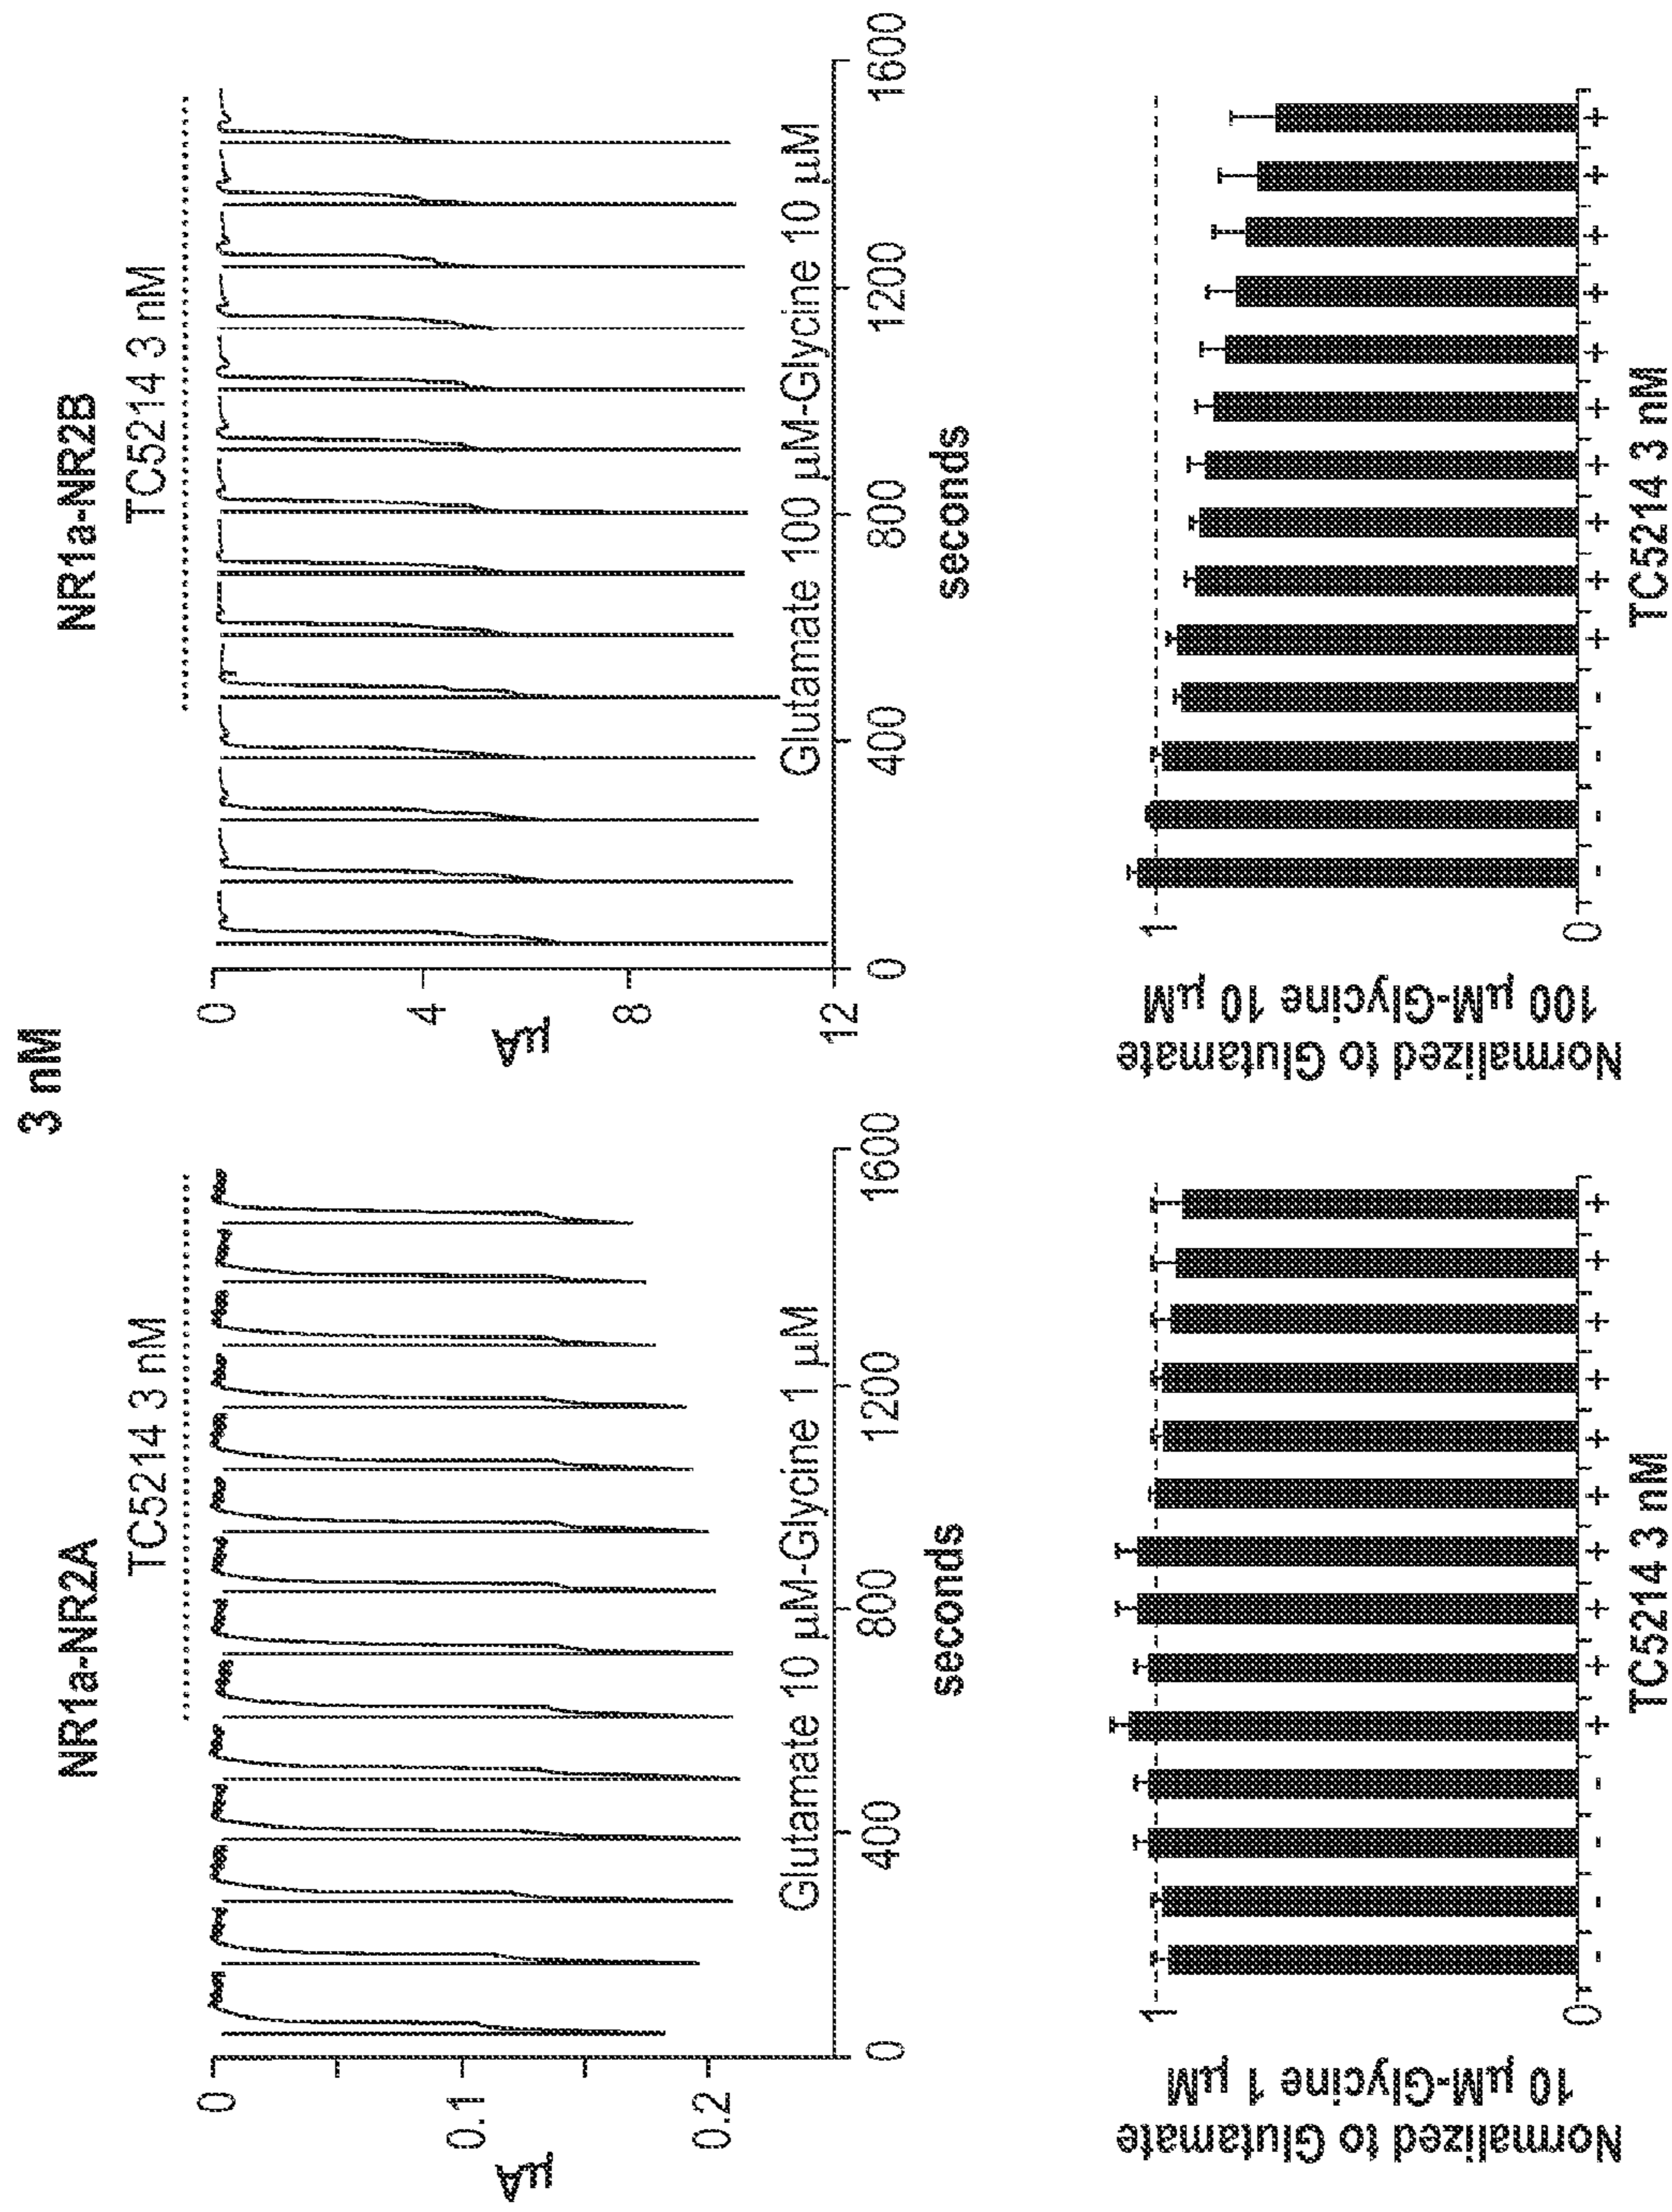 3 nM
NR1a-NR2A
TC5214 3 nM
0
0.1
0.2
µA
Glutamate 10 µM-Glycine 1 µM
0
400
800
1200
1600
seconds
NR1a-NR2B
TC5214 3 nM
0
4
8
12
µA
Glutamate 100 µM-Glycine 10 µM
0
400
800
1200
1600
seconds
Normalized to Glutamate
10 µM-Glycine 1 µM
1
0
- - - - + + + + + + + + + +
TC5214 3 nM
Normalized to Glutamate
100 µM-Glycine 10 µM
1
0
- - - - + + + + + + + + + +
TC5214 3 nM